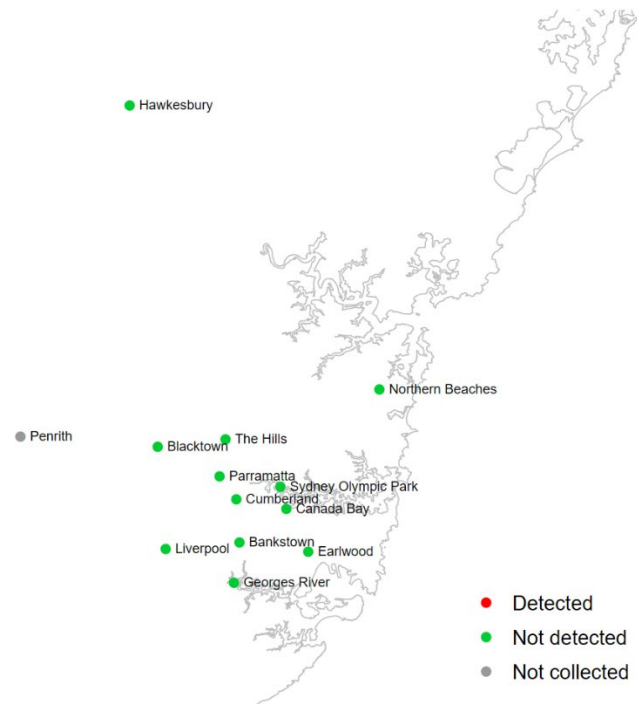 Hawkesbury
Northern Beaches
Penrith
The Hills
Blacktown
Parramatta
Sydney Olympic Park
Cumberland
Canada Bay
Bankstown
Liverpool
Earlwood
Georges River
Detected
Not detected
Not collected